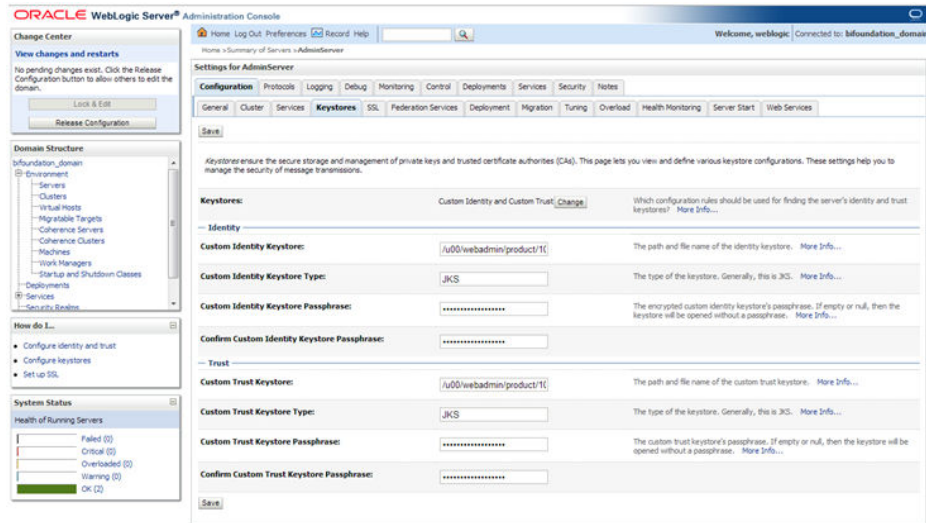 ORACLE WebLogic Server® Administration Console
Change Center
View changes and restarts
No pending changes exist. Click the Release
Configuration button to allow others to edit the
domain.
Lock & Edit
Release Configuration
Domain Structure
bifoundation_domain
Environment
Servers
Clusters
Virtual Hosts
Migratable Targets
Coherence Servers
Coherence Clusters
Machines
Work Managers
Startup and Shutdown Classes
Deployments
Services
Security Realms
How do I...
Configure identity and trust
Configure keystores
Set up SSL
System Status
Health of Running Servers
Failed (0)
Critical (0)
Overloaded (0)
Warning (0)
OK (2)
Home Log Out Preferences Record Help
Welcome, weblogic Connected to: bifoundation_domain
Home >Summary of Servers >AdminServer
Settings for AdminServer
Configuration Protocols Logging Debug Monitoring Control Deployments Services Security Notes
General Cluster Services Keystores SSL Federation Services Deployment Migration Tuning Overload Health Monitoring Server Start Web Services
Save
Keystores ensure the secure storage and management of private keys and trusted certificate authorities (CAs). This page lets you view and define various keystore configurations. These settings help you to
manage the security of message transmissions.
Keystores: Custom Identity and Custom Trust Change Which configuration rules should be used for finding the server's identity and trust
keystores? More Info...
Identity
Custom Identity Keystore: /u00/webadmin/product/10 The path and file name of the identity keystore. More Info...
Custom Identity Keystore Type: JKS The type of the keystore. Generally, this is JKS. More Info...
Custom Identity Keystore Passphrase: The encrypted custom identity keystore's passphrase. If empty or null, then the
keystore will be opened without a passphrase. More Info...
Confirm Custom Identity Keystore Passphrase:
Trust
Custom Trust Keystore: /u00/webadmin/product/10 The path and file name of the custom trust keystore. More Info...
Custom Trust Keystore Type: JKS The type of the keystore. Generally, this is JKS. More Info...
Custom Trust Keystore Passphrase: The custom trust keystore's passphrase. If empty or null, then the keystore will be
opened without a passphrase. More Info...
Confirm Custom Trust Keystore Passphrase:
Save